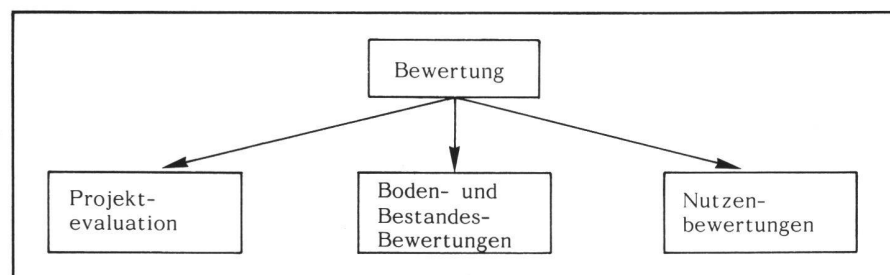 Bewertung
Projekt-
evaluation
Boden- und
Bestandes-
Bewertungen
Nutzen-
bewertungen